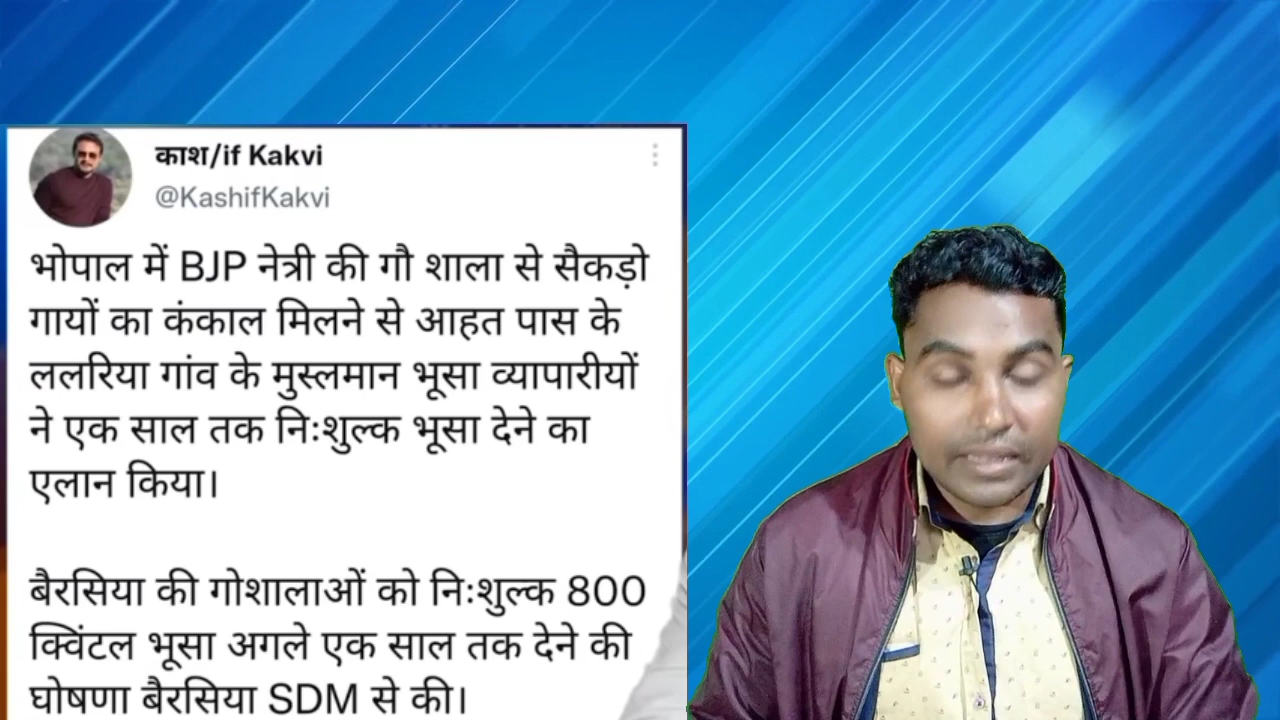 काश/if Kakvi
@KashifKakvi
भोपाल में BJP नेत्री की गौ शाला से सैकड़ो
गायों का कंकाल मिलने से आहत पास के
ललरिया गांव के मुस्लमान भूसा व्यापारीयों
ने एक साल तक निःशुल्क भूसा देने का
एलान किया।
बैरसिया की गोशालाओं को निःशुल्क 800
क्विंटल भूसा अगले एक साल तक देने की
घोषणा बैरसिया SDM से की।